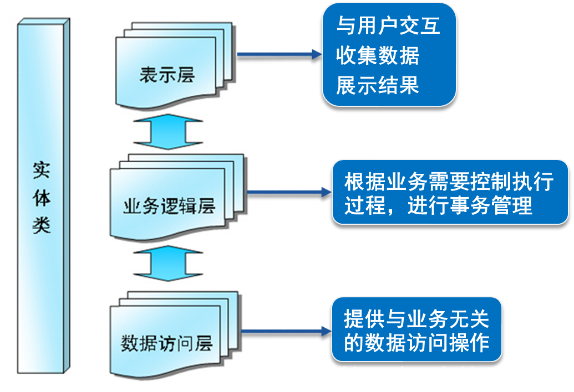 实
体
类
表示层
与用户交互
收集数据
展示结果
业务逻辑层
根据业务需要控制执行
过程，进行事务管理
数据访问层
提供与业务无关
的数据访问操作